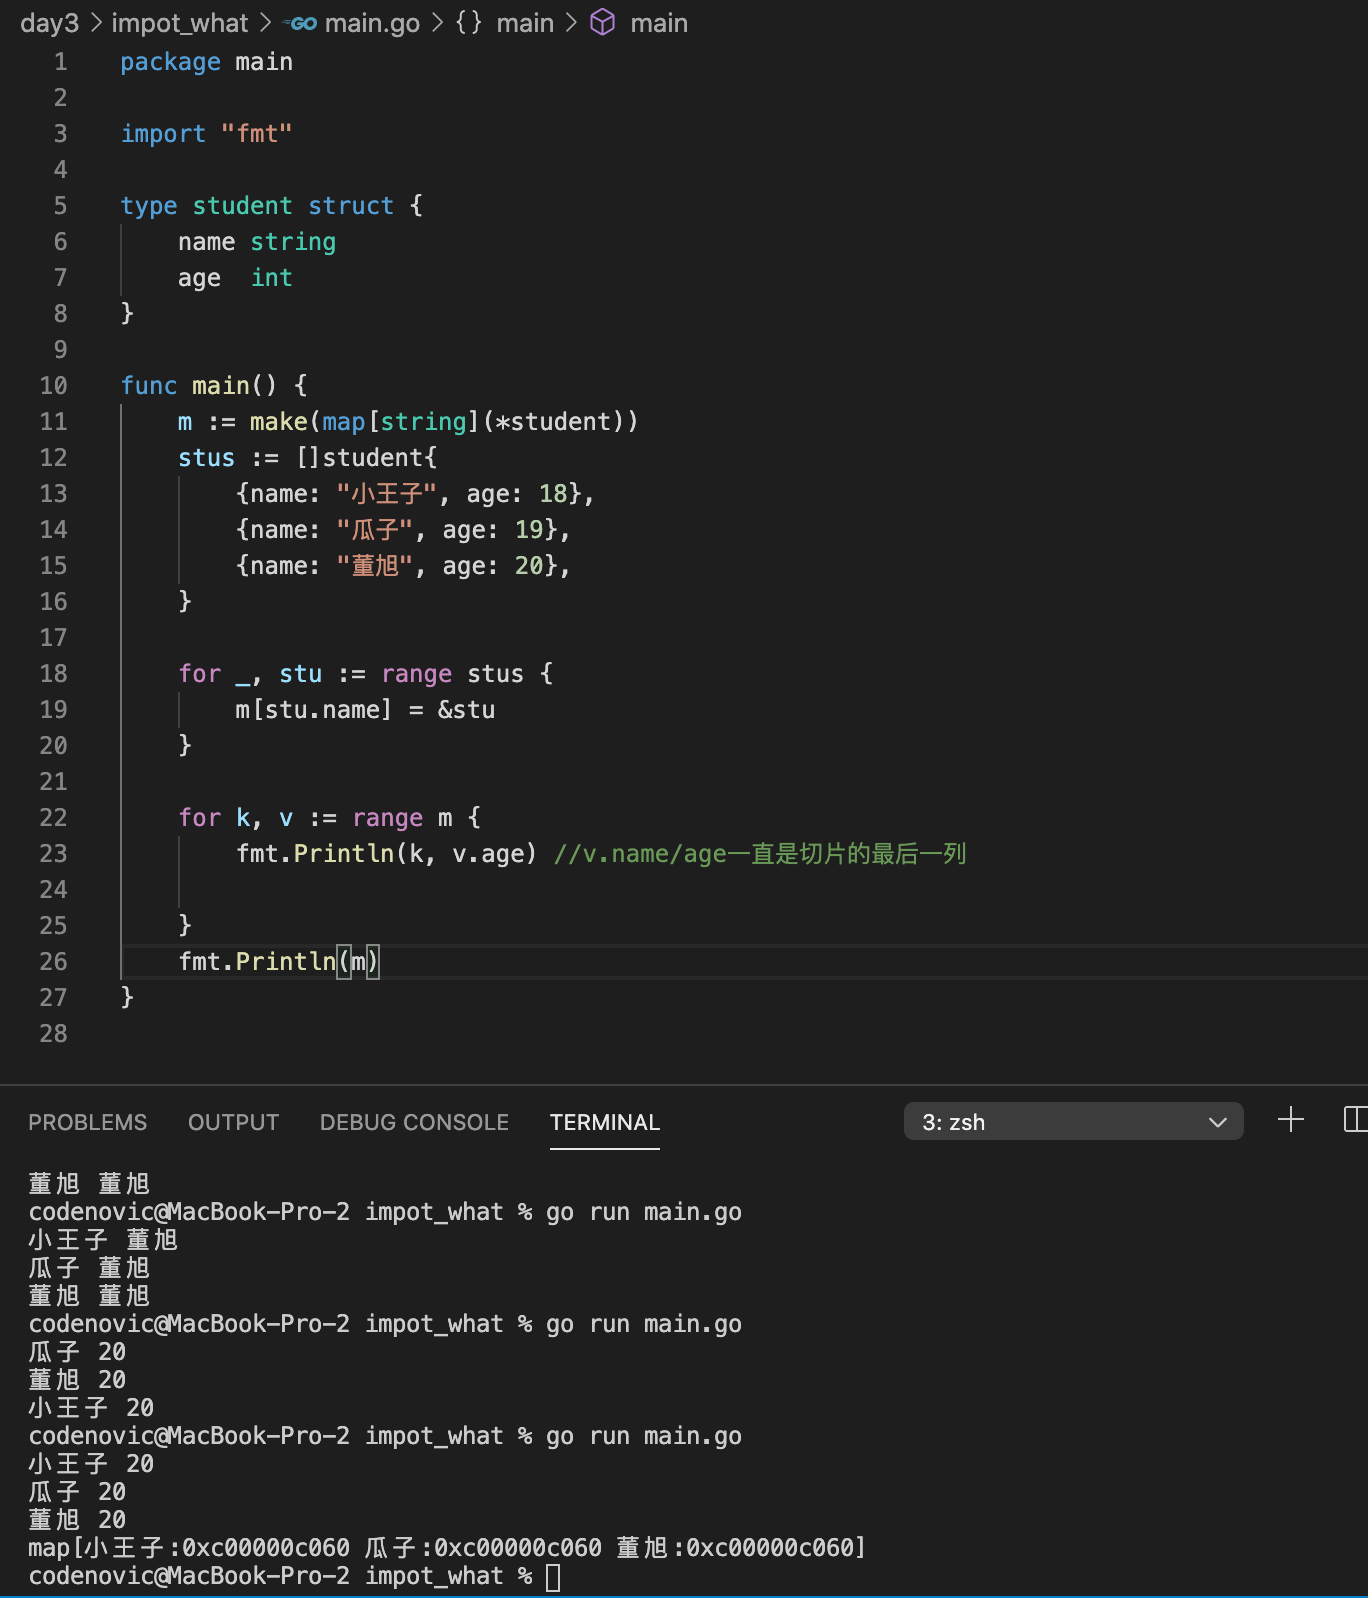 day3 > impot_what > GO main.go > {} main > main
1 package main
2
3 import "fmt"
4
5 type student struct {
6     name string
7     age  int
8 }
9
10 func main() {
11     m := make(map[string](*student))
12     stus := []student{
13         {name: "小王子", age: 18},
14         {name: "瓜子", age: 19},
15         {name: "董旭", age: 20},
16     }
17
18     for _, stu := range stus {
19         m[stu.name] = &stu
20     }
21
22     for k, v := range m {
23         fmt.Println(k, v.age) //v.name/age一直是切片的最后一列
24
25     }
26     fmt.Println(m)
27 }
28
PROBLEMS OUTPUT DEBUG CONSOLE TERMINAL 3: zsh
董旭 董旭
codenovic@MacBook-Pro-2 impot_what % go run main.go
小王子 董旭
瓜子 董旭
董旭 董旭
codenovic@MacBook-Pro-2 impot_what % go run main.go
瓜子 20
董旭 20
小王子 20
codenovic@MacBook-Pro-2 impot_what % go run main.go
小王子 20
瓜子 20
董旭 20
map[小王子:0xc00000c060 瓜子:0xc00000c060 董旭:0xc00000c060]
codenovic@MacBook-Pro-2 impot_what %